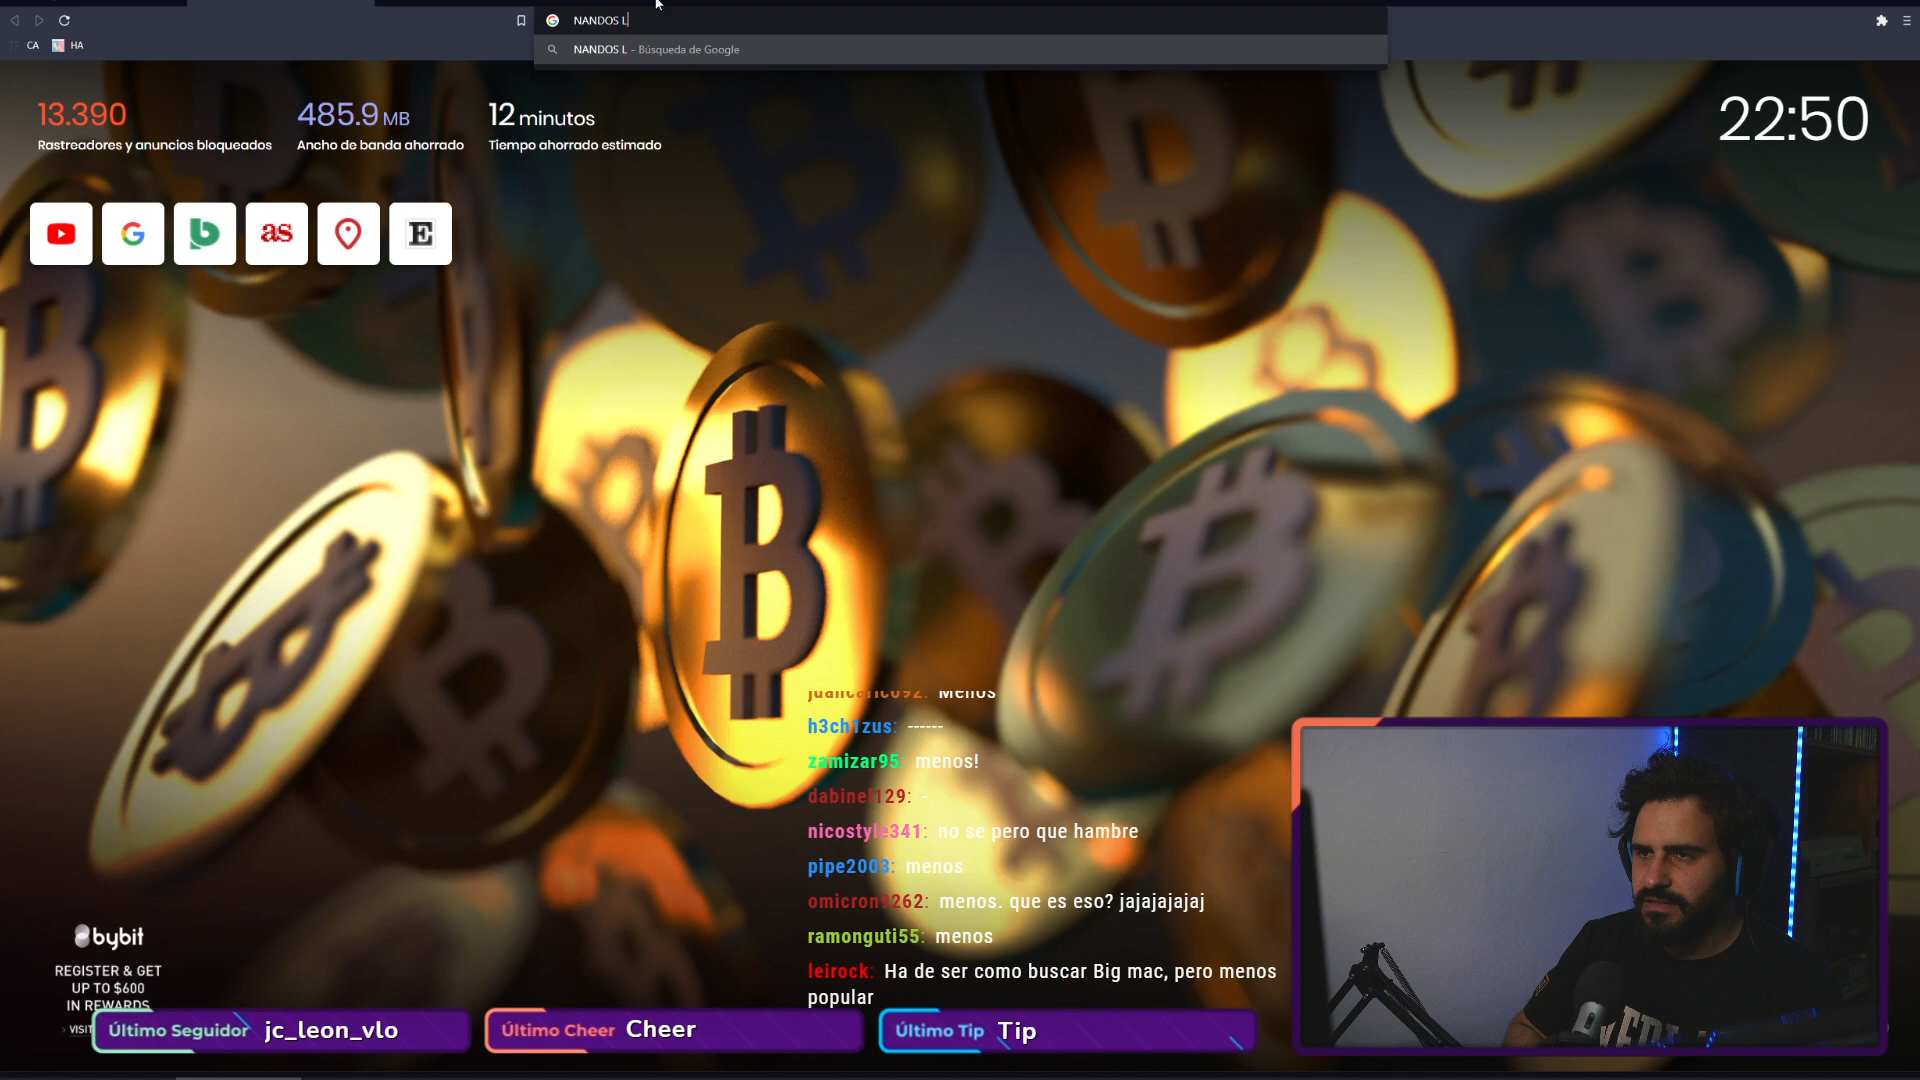 NANDOS L
CA HA
NANDOS L - Búsqueda de Google
13.390
Rastreadores y anuncios bloqueados
485.9 MB
Ancho de banda ahorrado
12 minutos
Tiempo ahorrado estimado
22:50
as
E
juancarico92: Menos
h3ch1zus: ------
zamizar95: menos!
dabinel129: -
nicostyle341: no se pero que hambre
pipe2003: menos
omicron9262: menos. que es eso? jajajajajaj
ramonguti55: menos
leirock: Ha de ser como buscar Big mac, pero menos
popular
bybit
REGISTER & GET
UP TO $600
IN REWARDS
> VISIT
Último Seguidor jc_leon_vlo
Último Cheer Cheer
Último Tip Tip